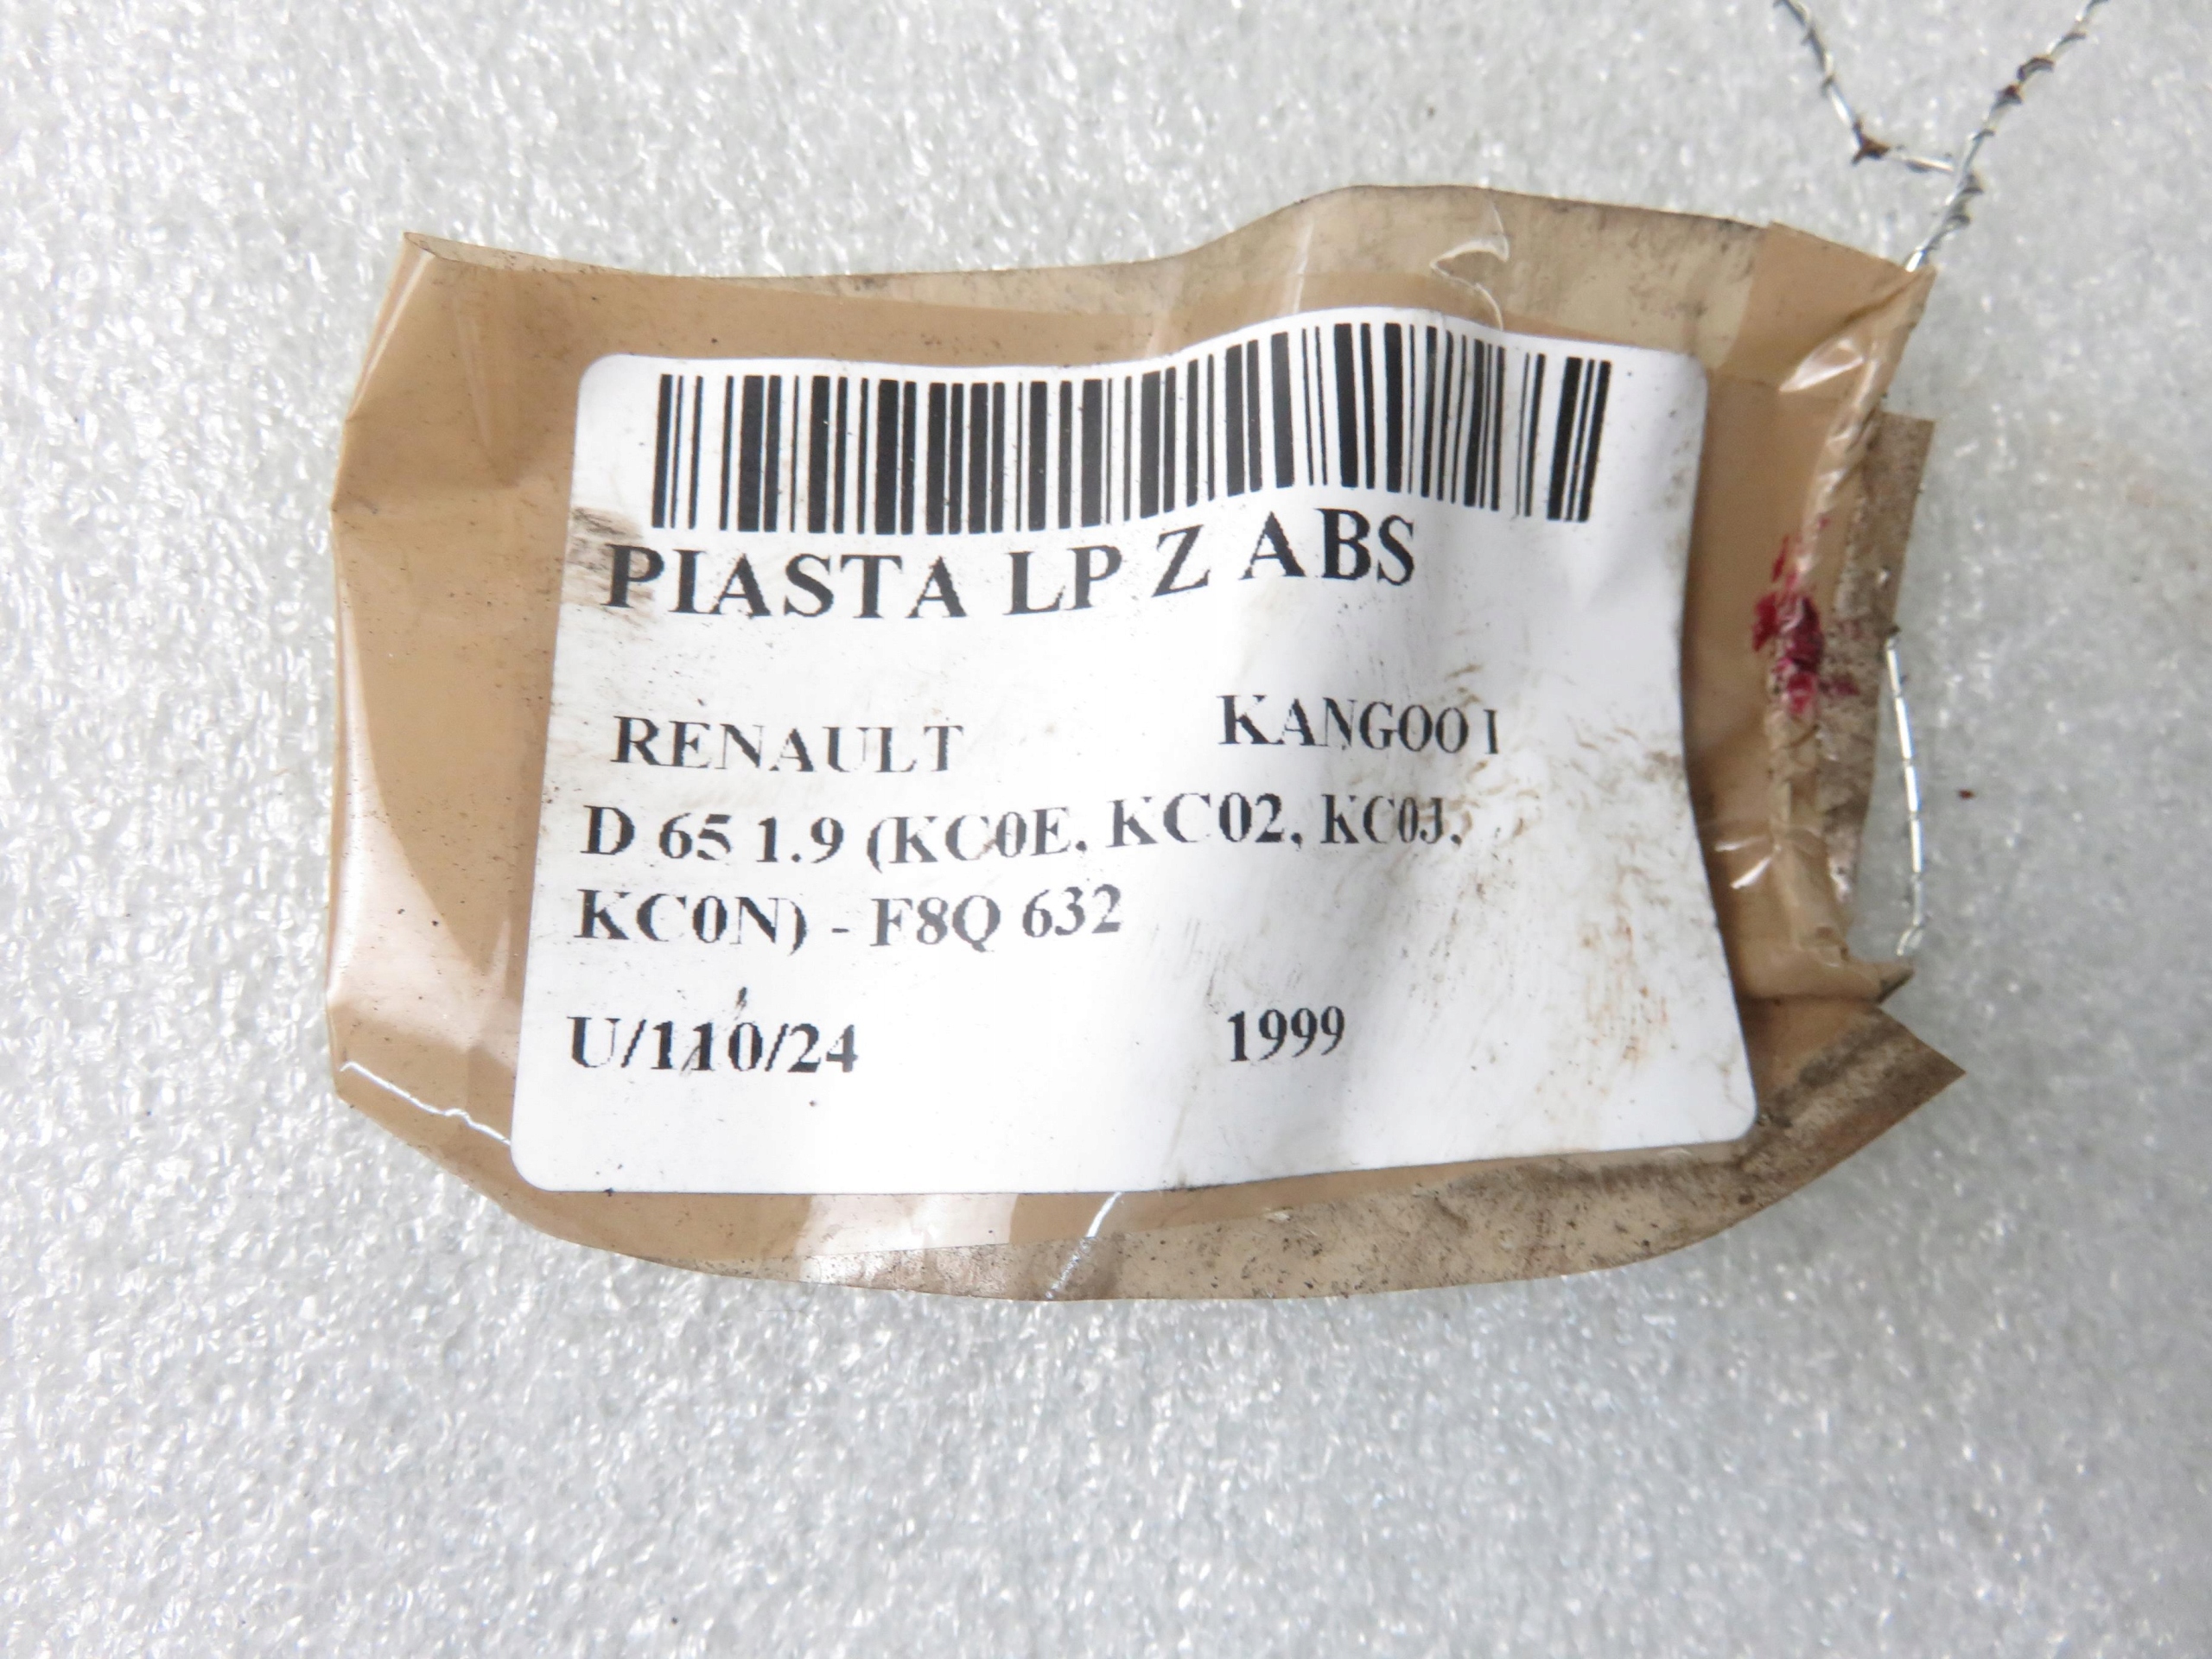 PIASTA LP Z ABS
RENAULT KANGOO I
D 65 1.9 (KC0E, KC02, KC0J,
KC0N) - F8Q 632
U/110/24 1999